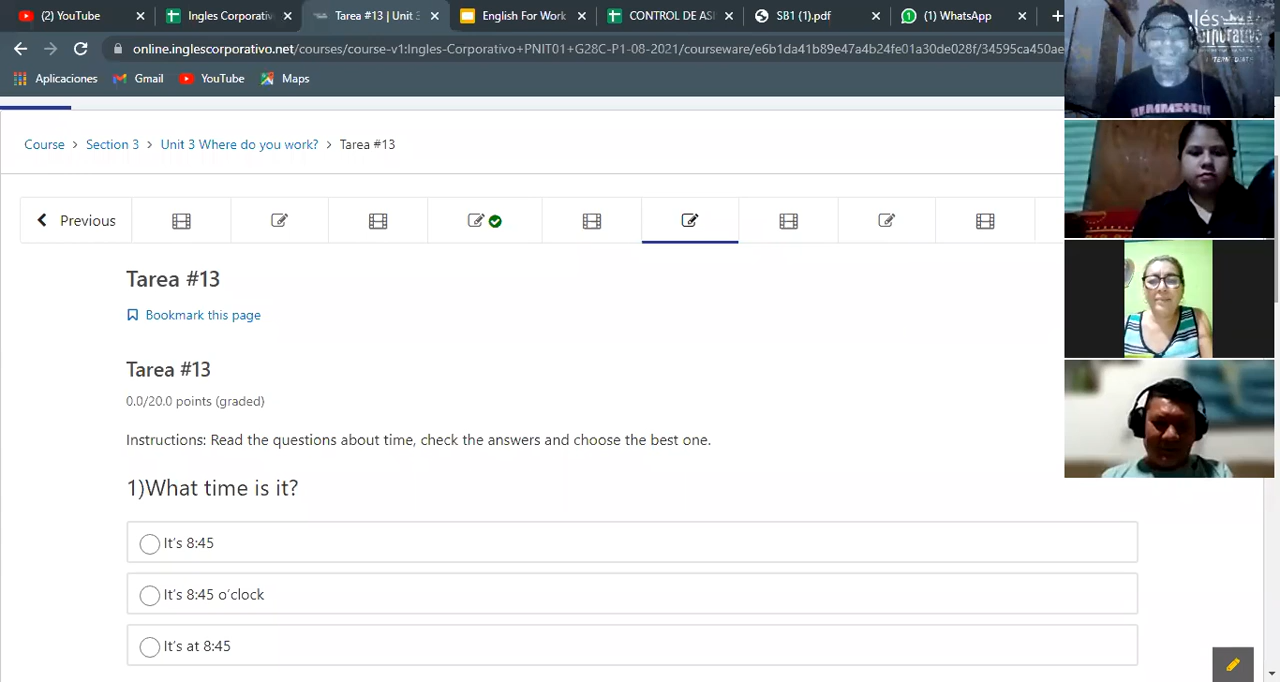 (2) YouTube
Ingles Corporativ
Tarea #13 | Unit 3
English For Work
CONTROL DE ASI
SB1 (1).pdf
(1) WhatsApp
online.inglescorporativo.net/courses/course-v1:Ingles-Corporativo+PNIT01+G28C-P1-08-2021/courseware/e6b1da41b89e47a4b24fe01a30de028f/34595ca450ae
Aplicaciones
Gmail
YouTube
Maps
RAMMSTEIN
Course > Section 3 > Unit 3 Where do you work? > Tarea #13
Previous
Tarea #13
Bookmark this page
Tarea #13
0.0/20.0 points (graded)
Instructions: Read the questions about time, check the answers and choose the best one.
1)What time is it?
It's 8:45
It's 8:45 o'clock
It's at 8:45